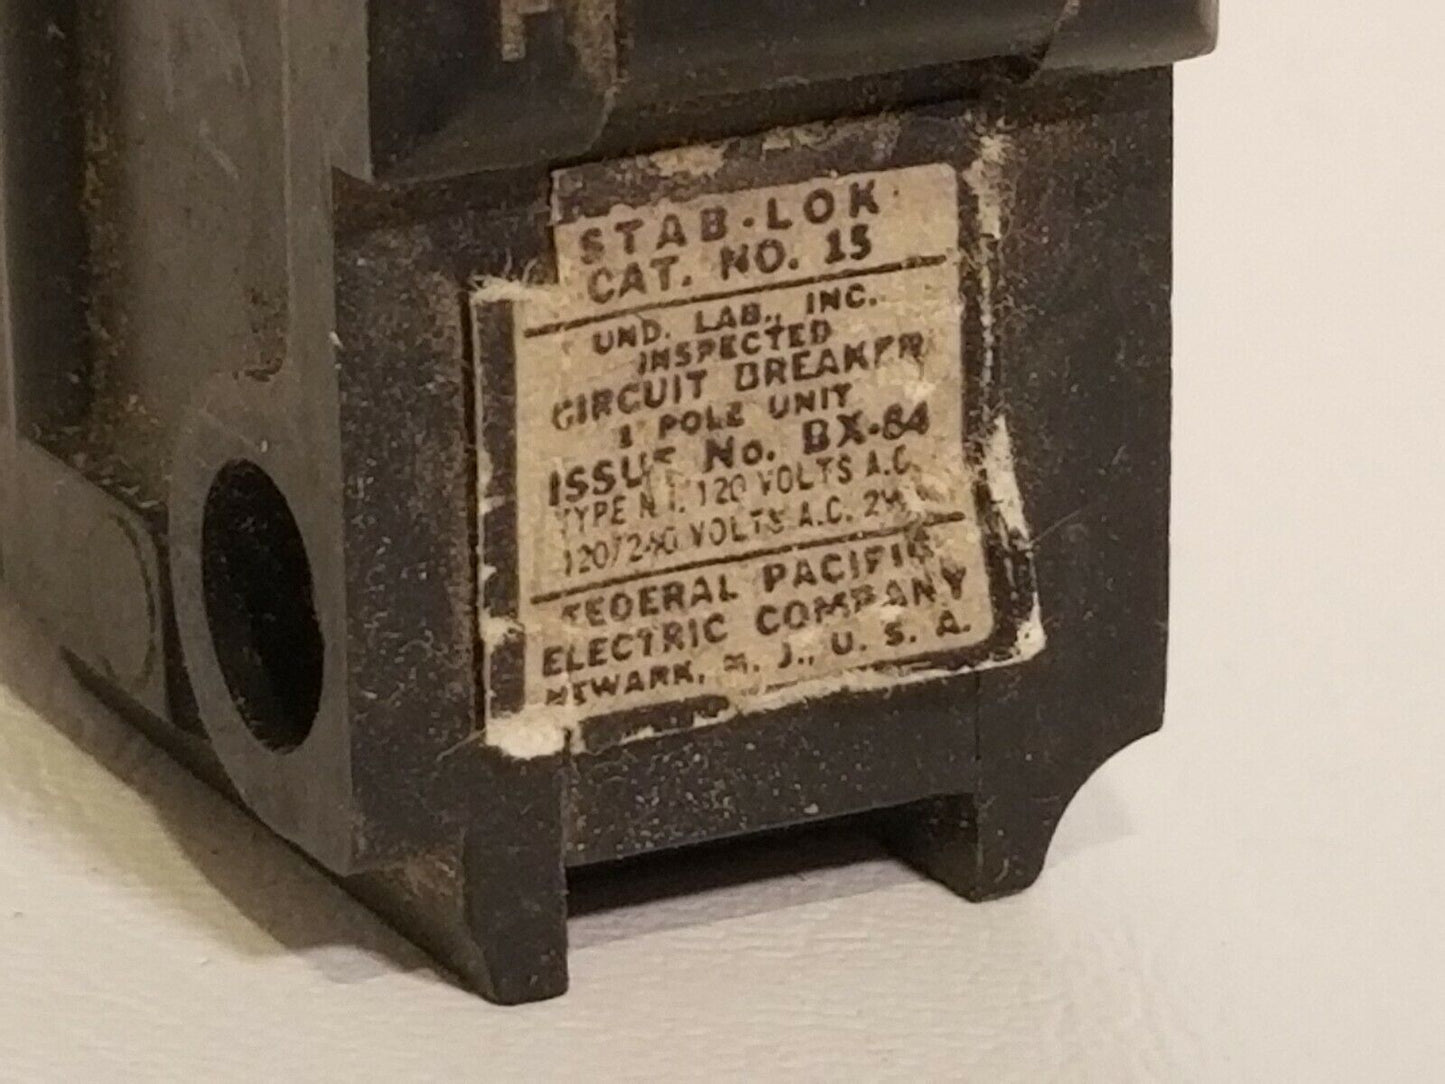 STAB-LOK
CAT. NO. 15
UND. LAB., INC.
INSPECTED
CIRCUIT BREAKER
1 POLE UNIT
ISSUE No. BX-84
TYPE 120 VOLTS A.C.
120/240 VOLTS A.C.
FEDERAL PACIFIC
ELECTRIC COMPANY
NEWARK, N. J., U. S. A.